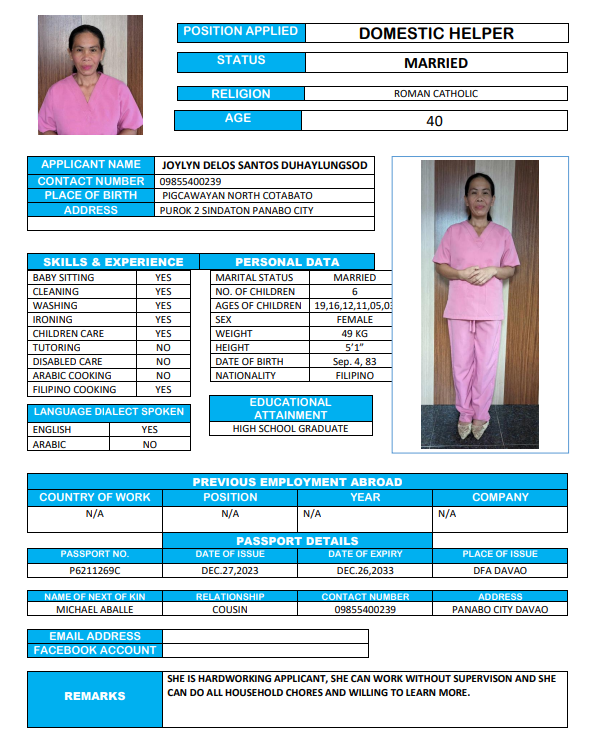 POSITION APPLIED DOMESTIC HELPER
STATUS MARRIED
RELIGION ROMAN CATHOLIC
AGE 40
APPLICANT NAME JOYLYN DELOS SANTOS DUHAYLUNGSOD
CONTACT NUMBER 09855400239
PLACE OF BIRTH PIGCAWAYAN NORTH COTABATO
ADDRESS PUROK 2 SINDATON PANABO CITY
SKILLS & EXPERIENCE
BABY SITTING YES
CLEANING YES
WASHING YES
IRONING YES
CHILDREN CARE YES
TUTORING NO
DISABLED CARE NO
ARABIC COOKING NO
FILIPINO COOKING YES
LANGUAGE DIALECT SPOKEN
ENGLISH YES
ARABIC NO
PERSONAL DATA
MARITAL STATUS MARRIED
NO. OF CHILDREN 6
AGES OF CHILDREN 19,16,12,11,05,03
SEX FEMALE
WEIGHT 49 KG
HEIGHT 5’1”
DATE OF BIRTH Sep. 4, 83
NATIONALITY FILIPINO
EDUCATIONAL
ATTAINMENT
HIGH SCHOOL GRADUATE
PREVIOUS EMPLOYMENT ABROAD
COUNTRY OF WORK POSITION YEAR COMPANY
N/A N/A N/A N/A
PASSPORT DETAILS
PASSPORT NO. DATE OF ISSUE DATE OF EXPIRY PLACE OF ISSUE
P6211269C DEC.27,2023 DEC.26,2033 DFA DAVAO
NAME OF NEXT OF KIN RELATIONSHIP CONTACT NUMBER ADDRESS
MICHAEL ABALLE COUSIN 09855400239 PANABO CITY DAVAO
EMAIL ADDRESS
FACEBOOK ACCOUNT
REMARKS
SHE IS HARDWORKING APPLICANT, SHE CAN WORK WITHOUT SUPERVISON AND SHE
CAN DO ALL HOUSEHOLD CHORES AND WILLING TO LEARN MORE.